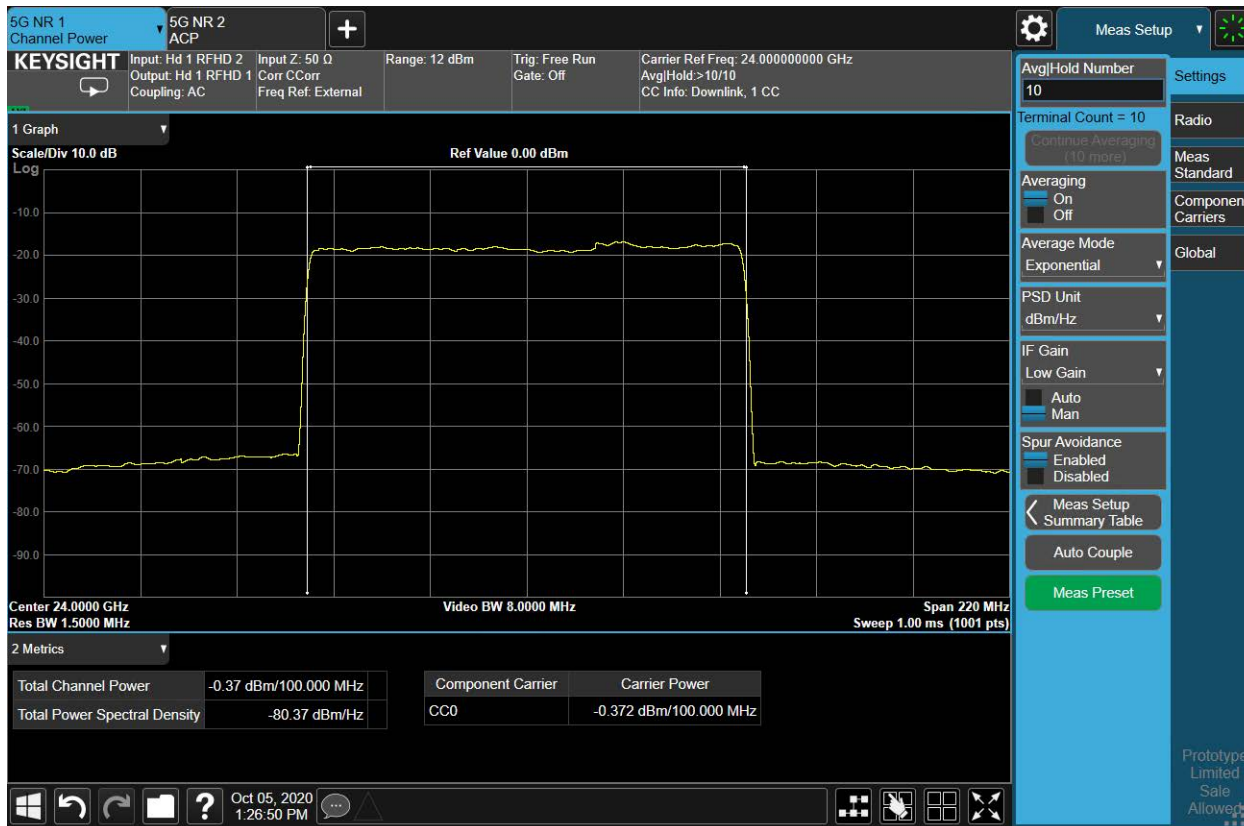 5G NR 1
Channel Power
5G NR 2
ACP
Meas Setup
KEYSIGHT
Input: Hd 1 RFHD 2
Output: Hd 1 RFHD 1
Coupling: AC
Input Z: 50 Ω
Corr CCorr
Freq Ref: External
Range: 12 dBm
Trig: Free Run
Gate: Off
Carrier Ref Freq: 24.000000000 GHz
Avg|Hold:>10/10
CC Info: Downlink, 1 CC
1 Graph
Scale/Div 10.0 dB
Ref Value 0.00 dBm
Log
-10.0
-20.0
-30.0
-40.0
-50.0
-60.0
-70.0
-80.0
-90.0
Center 24.0000 GHz
Video BW 8.0000 MHz
Span 220 MHz
Res BW 1.5000 MHz
Sweep 1.00 ms (1001 pts)
2 Metrics
Total Channel Power -0.37 dBm/100.000 MHz
Total Power Spectral Density -80.37 dBm/Hz
Component Carrier Carrier Power
CC0 -0.372 dBm/100.000 MHz
Avg|Hold Number
10
Terminal Count = 10
Continue Averaging
(10 more)
Averaging
On
Off
Average Mode
Exponential
PSD Unit
dBm/Hz
IF Gain
Low Gain
Auto
Man
Spur Avoidance
Enabled
Disabled
Meas Setup
Summary Table
Auto Couple
Meas Preset
Settings
Radio
Meas
Standard
Componen
Carriers
Global
Prototype
Limited
Sale
Allowed
Oct 05, 2020
1:26:50 PM